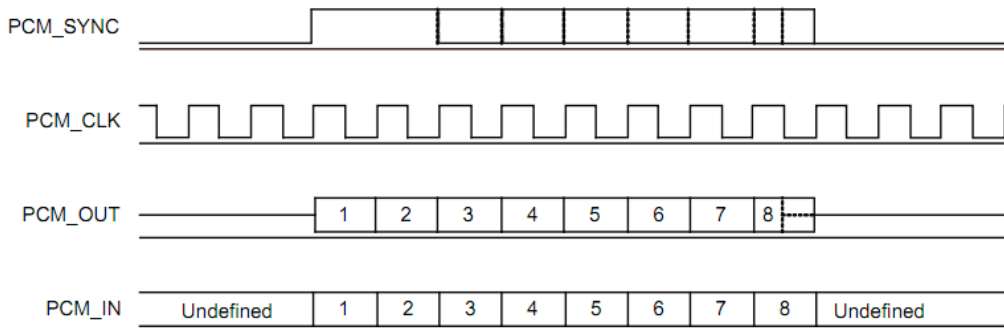 PCM_SYNC
PCM_CLK
PCM_OUT 1 2 3 4 5 6 7 8
PCM_IN Undefined 1 2 3 4 5 6 7 8 Undefined